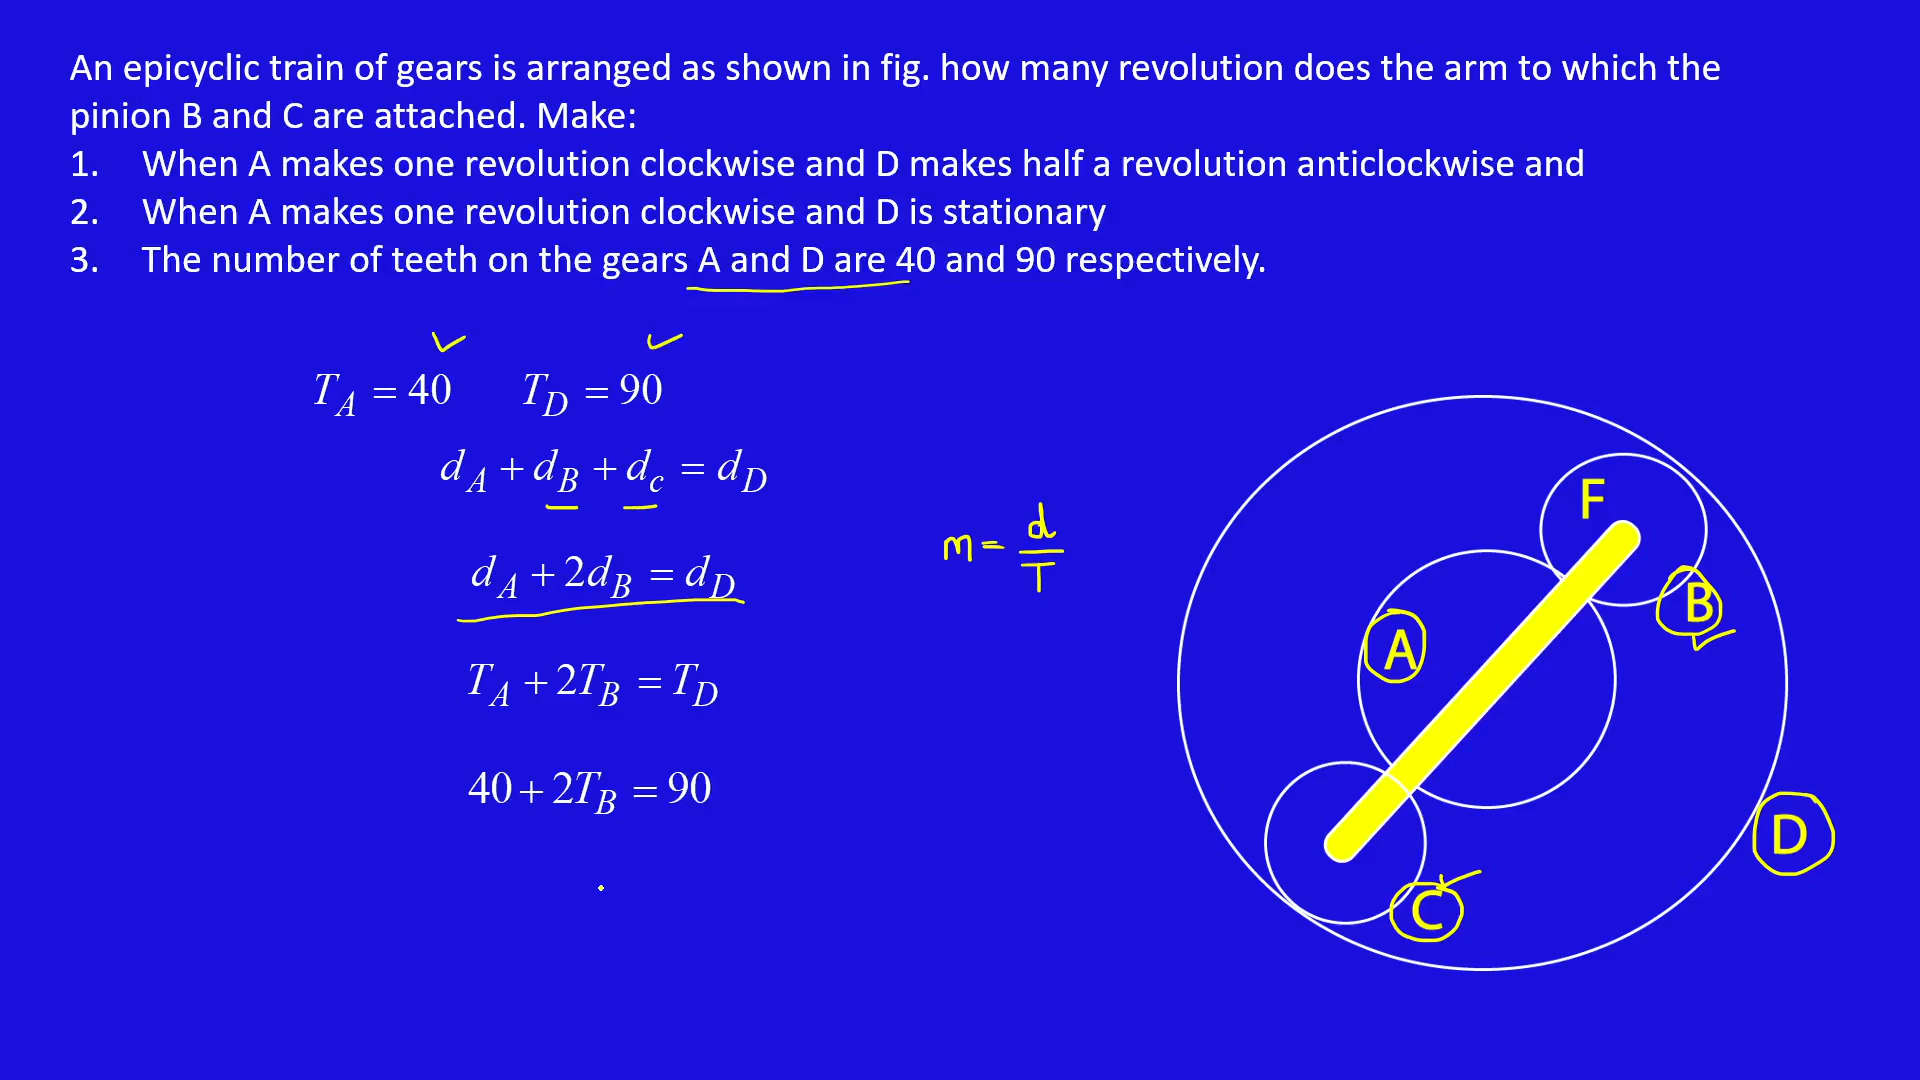 An epicyclic train of gears is arranged as shown in fig. how many revolution does the arm to which the
pinion B and C are attached. Make:
1. When A makes one revolution clockwise and D makes half a revolution anticlockwise and
2. When A makes one revolution clockwise and D is stationary
3. The number of teeth on the gears A and D are 40 and 90 respectively.
T_A = 40 T_D = 90
d_A + d_B + d_c = d_D
d_A + 2d_B = d_D
T_A + 2T_B = T_D
40 + 2T_B = 90
m = d/T
F
B
A
D
C